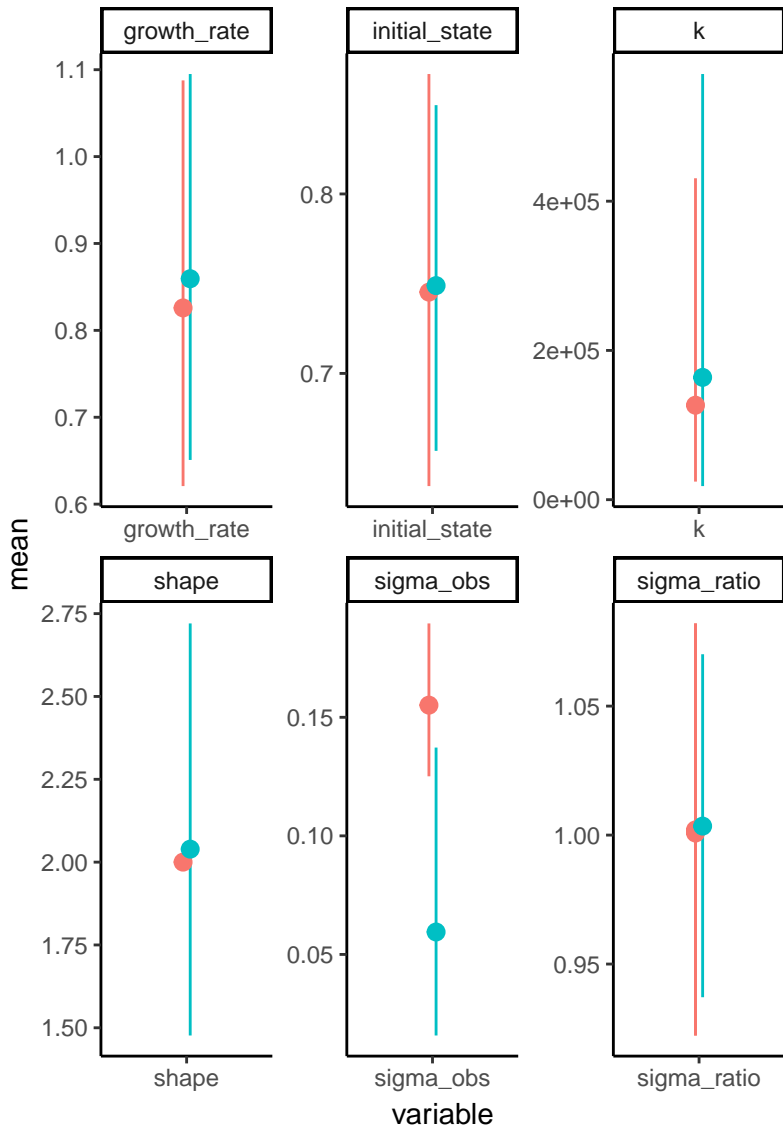 growth_rate
initial_state
k
1.1
1.0
0.9
0.8
0.7
0.6
0.8
0.7
4e+05
2e+05
0e+00
growth_rate
initial_state
k
mean
shape
sigma_obs
sigma_ratio
2.75
2.50
2.25
2.00
1.75
1.50
0.15
0.10
0.05
1.05
1.00
0.95
shape
sigma_obs
sigma_ratio
variable